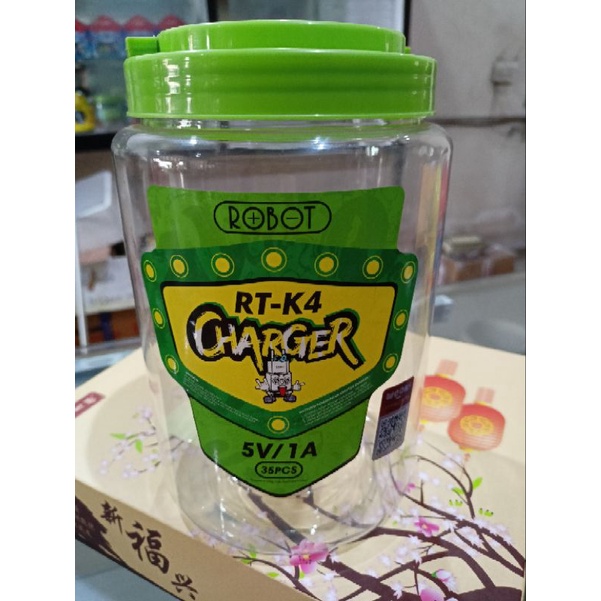 ROBOT
RT-K4
CHARGER
5V/1A
35PCS
新
福
兴